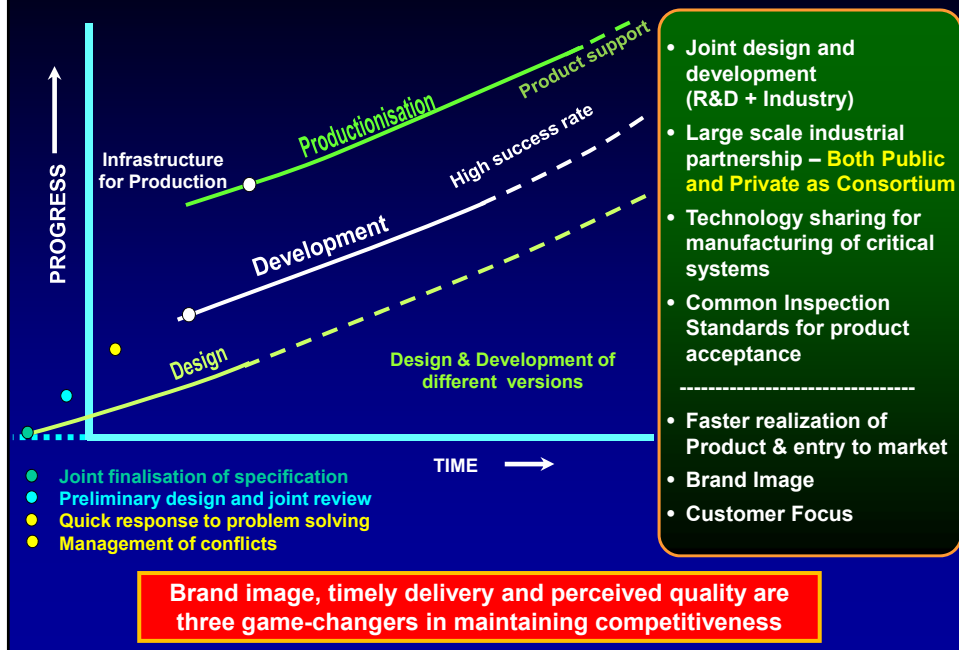 PROGRESS
Infrastructure
for Production
Productionisation
Product support
Development
High success rate
Design
Design & Development of
different versions
TIME
Joint finalisation of specification
Preliminary design and joint review
Quick response to problem solving
Management of conflicts
• Joint design and
development
(R&D + Industry)
• Large scale industrial
partnership – Both Public
and Private as Consortium
• Technology sharing for
manufacturing of critical
systems
• Common Inspection
Standards for product
acceptance
----------------------------------
• Faster realization of
Product & entry to market
• Brand Image
• Customer Focus
Brand image, timely delivery and perceived quality are
three game-changers in maintaining competitiveness